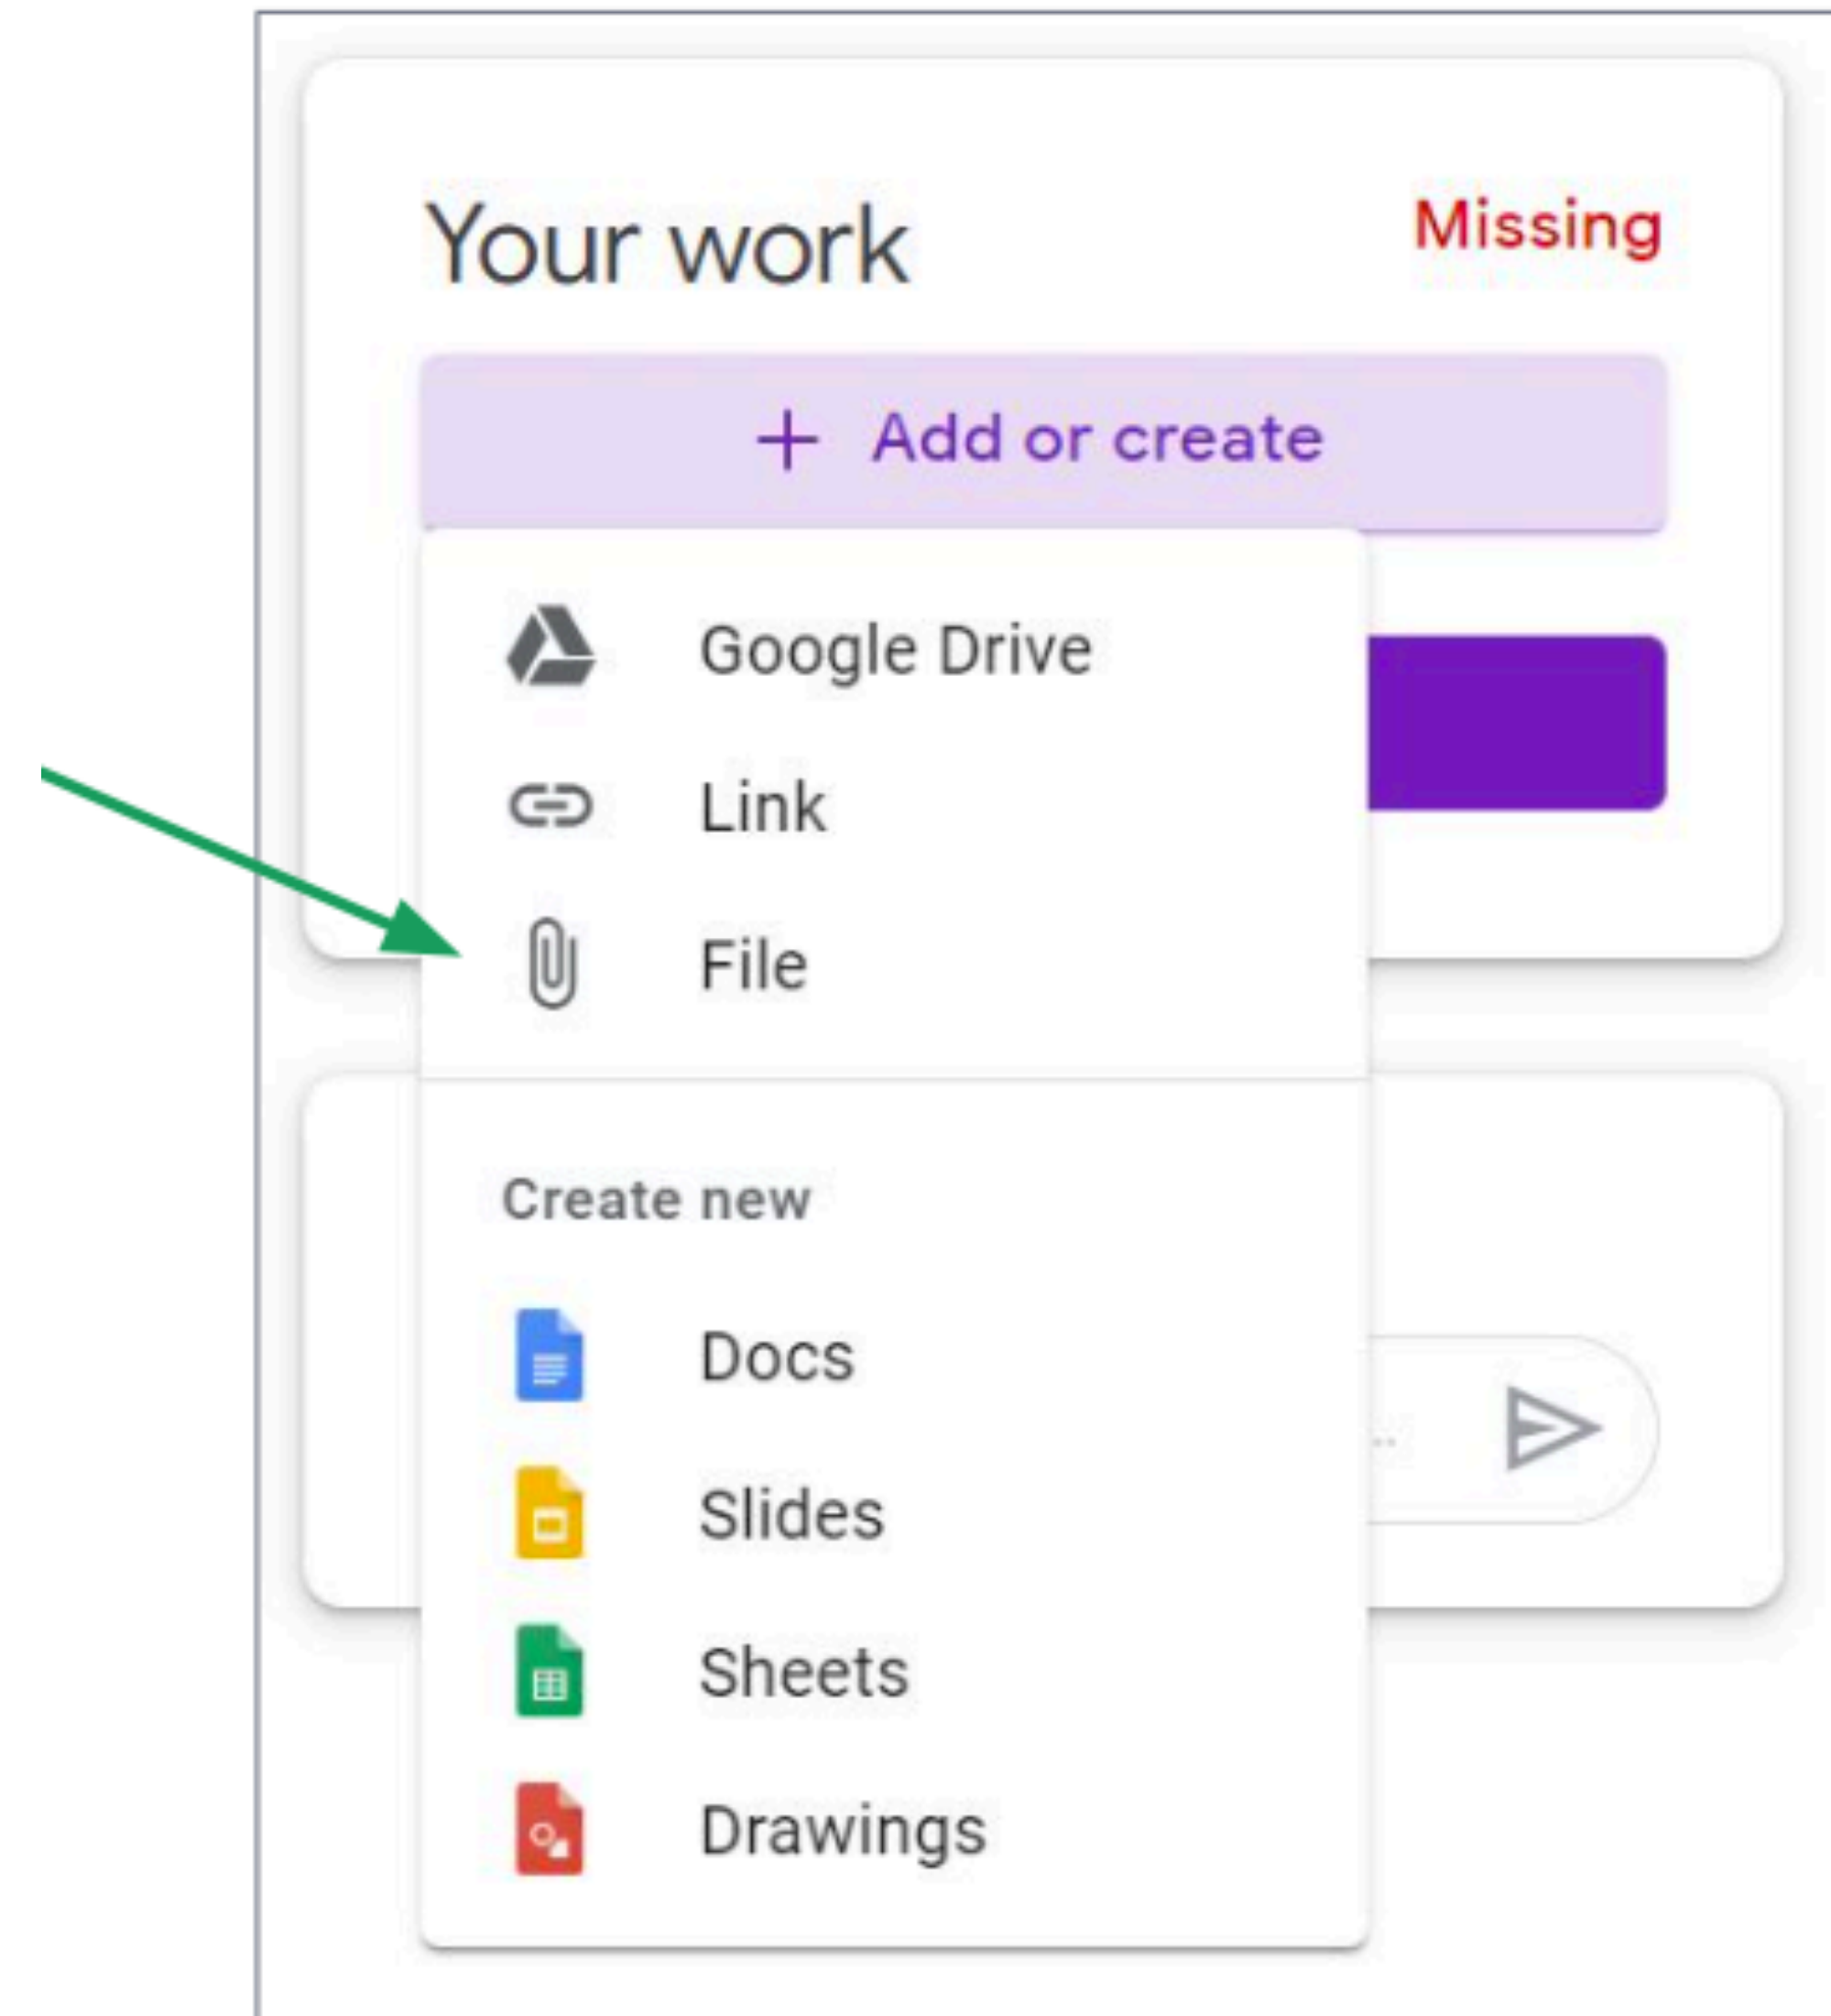 Your work
Missing
+ Add or create
Google Drive
Link
File
Create new
Docs
Slides
Sheets
Drawings